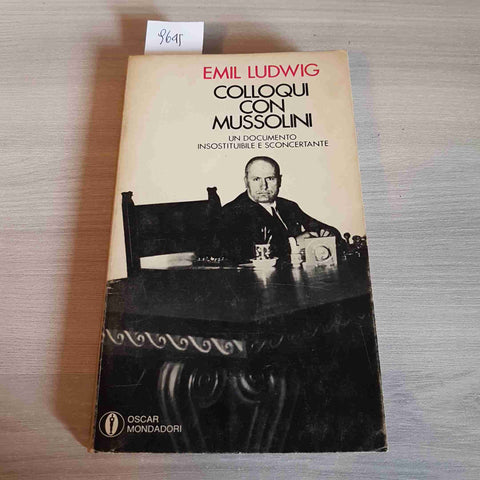 9645
EMIL LUDWIG
COLLOQUI
CON
MUSSOLINI
UN DOCUMENTO
INSOSTITUIBILE E SCONCERTANTE
OSCAR
MONDADORI